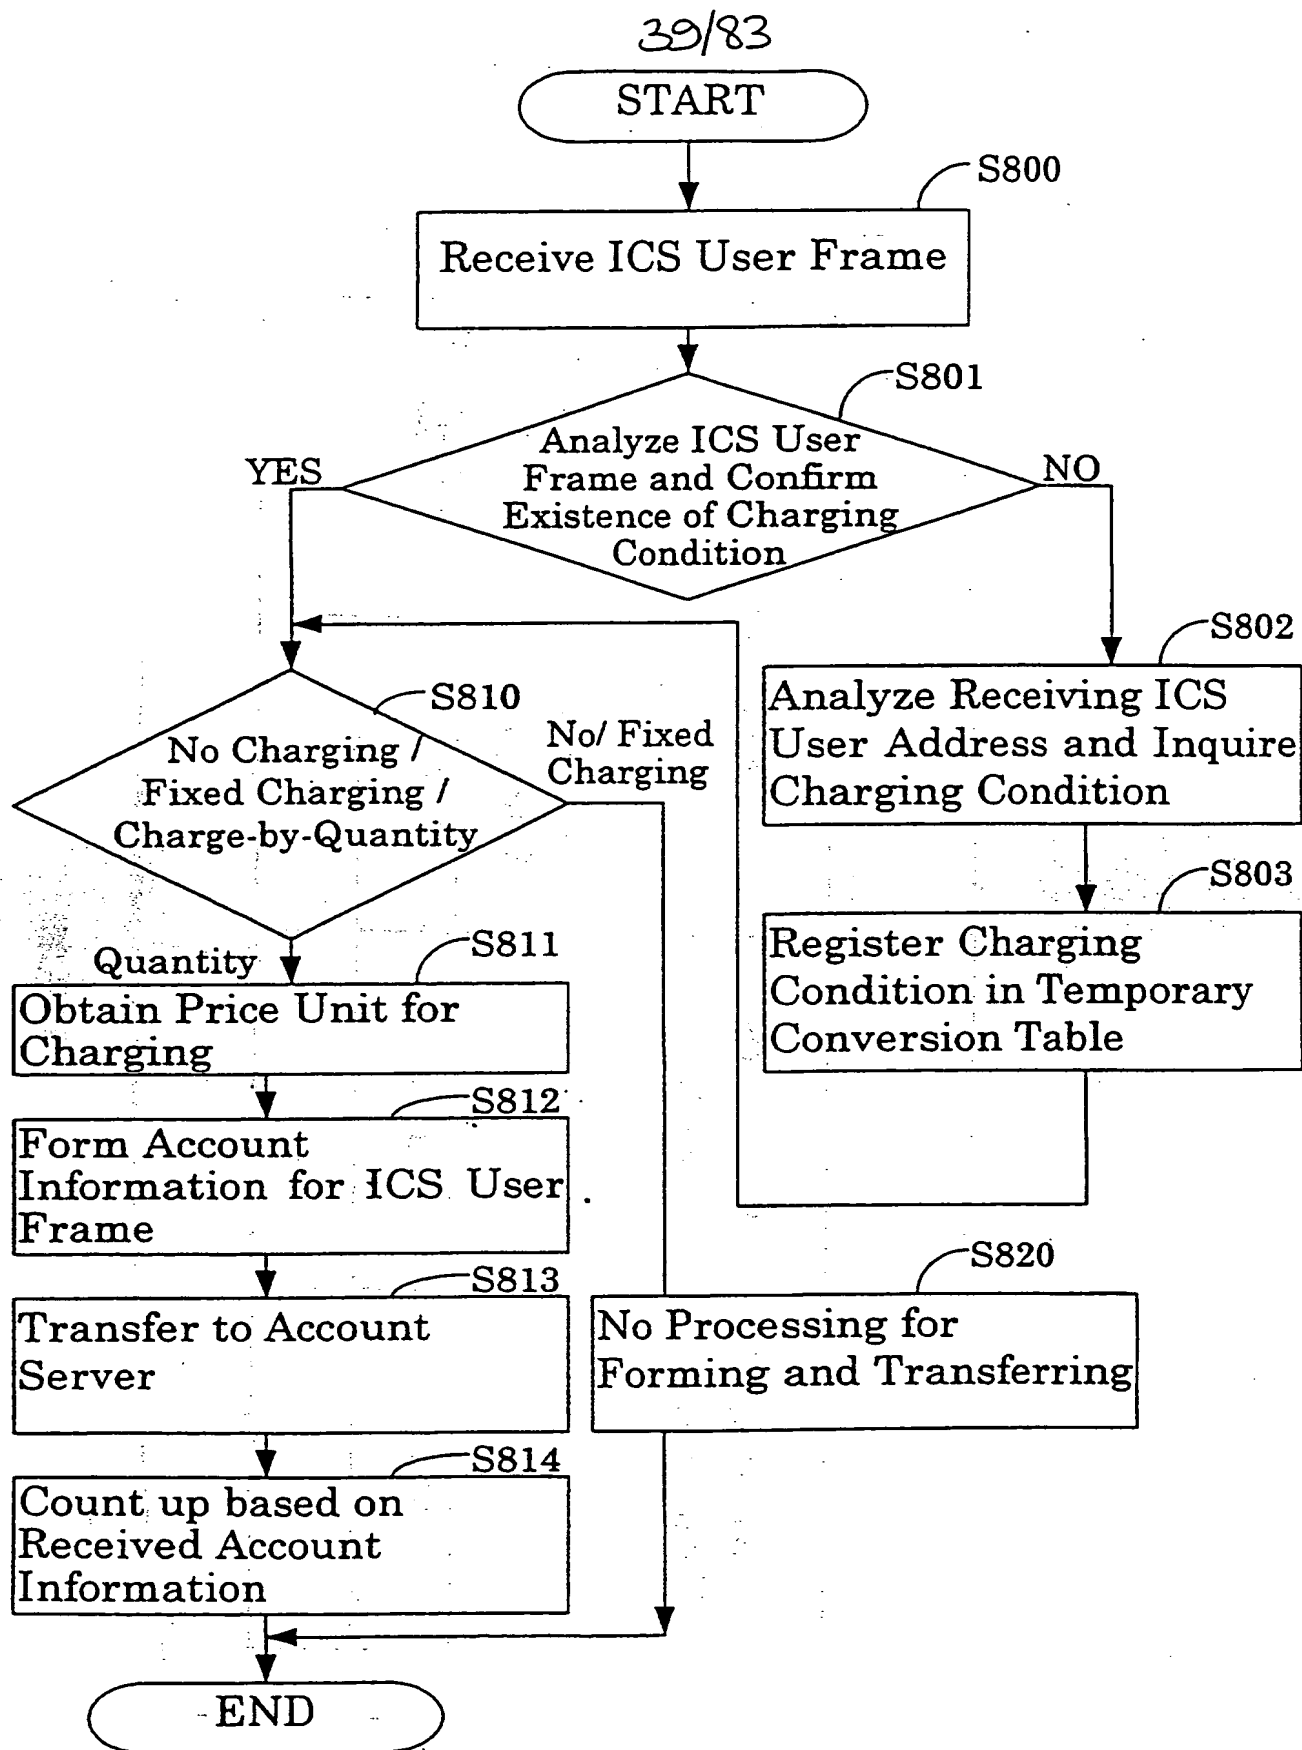 39/83
START
S800
Receive ICS User Frame
S801
Analyze ICS User
Frame and Confirm
Existence of Charging
Condition
YES
NO
S802
Analyze Receiving ICS
User Address and Inquire
Charging Condition
S803
Register Charging
Condition in Temporary
Conversion Table
S810
No Charging /
Fixed Charging /
Charge-by-Quantity
No/ Fixed
Charging
Quantity
S811
Obtain Price Unit for
Charging
S812
Form Account
Information for ICS User
Frame
S813
Transfer to Account
Server
S820
No Processing for
Forming and Transferring
S814
Count up based on
Received Account
Information
END